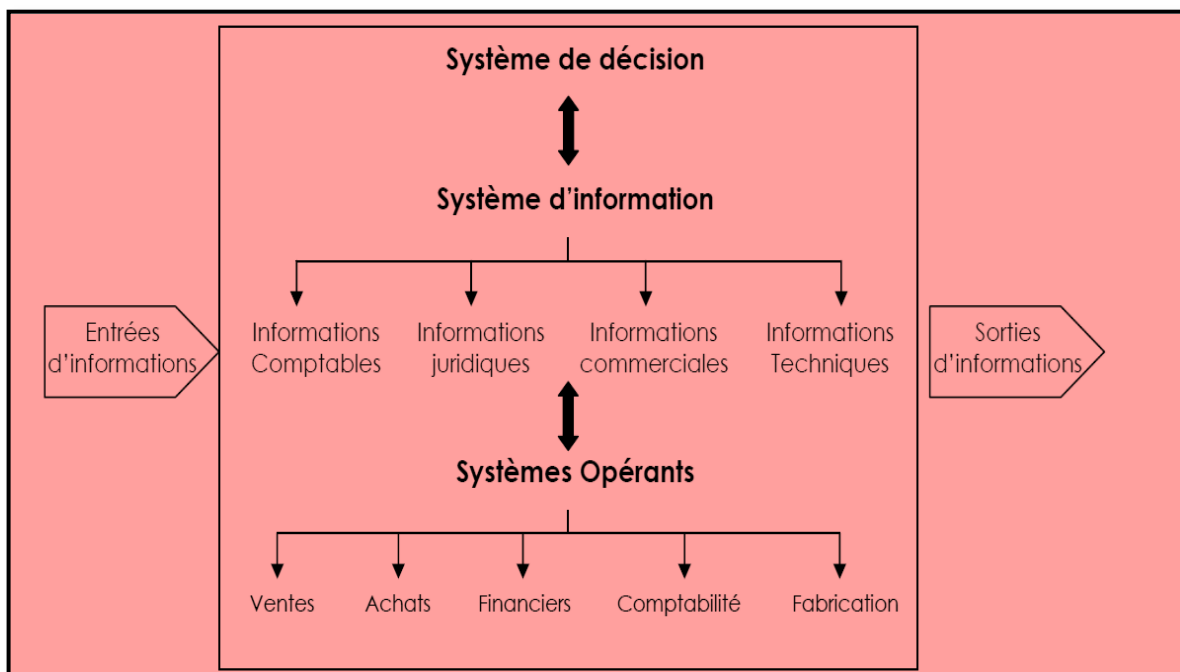 Système de décision
Système d'information
Entrées
d'informations
Informations
Comptables
Informations
juridiques
Informations
commerciales
Informations
Techniques
Sorties
d'informations
Systèmes Opérants
Ventes
Achats
Financiers
Comptabilité
Fabrication